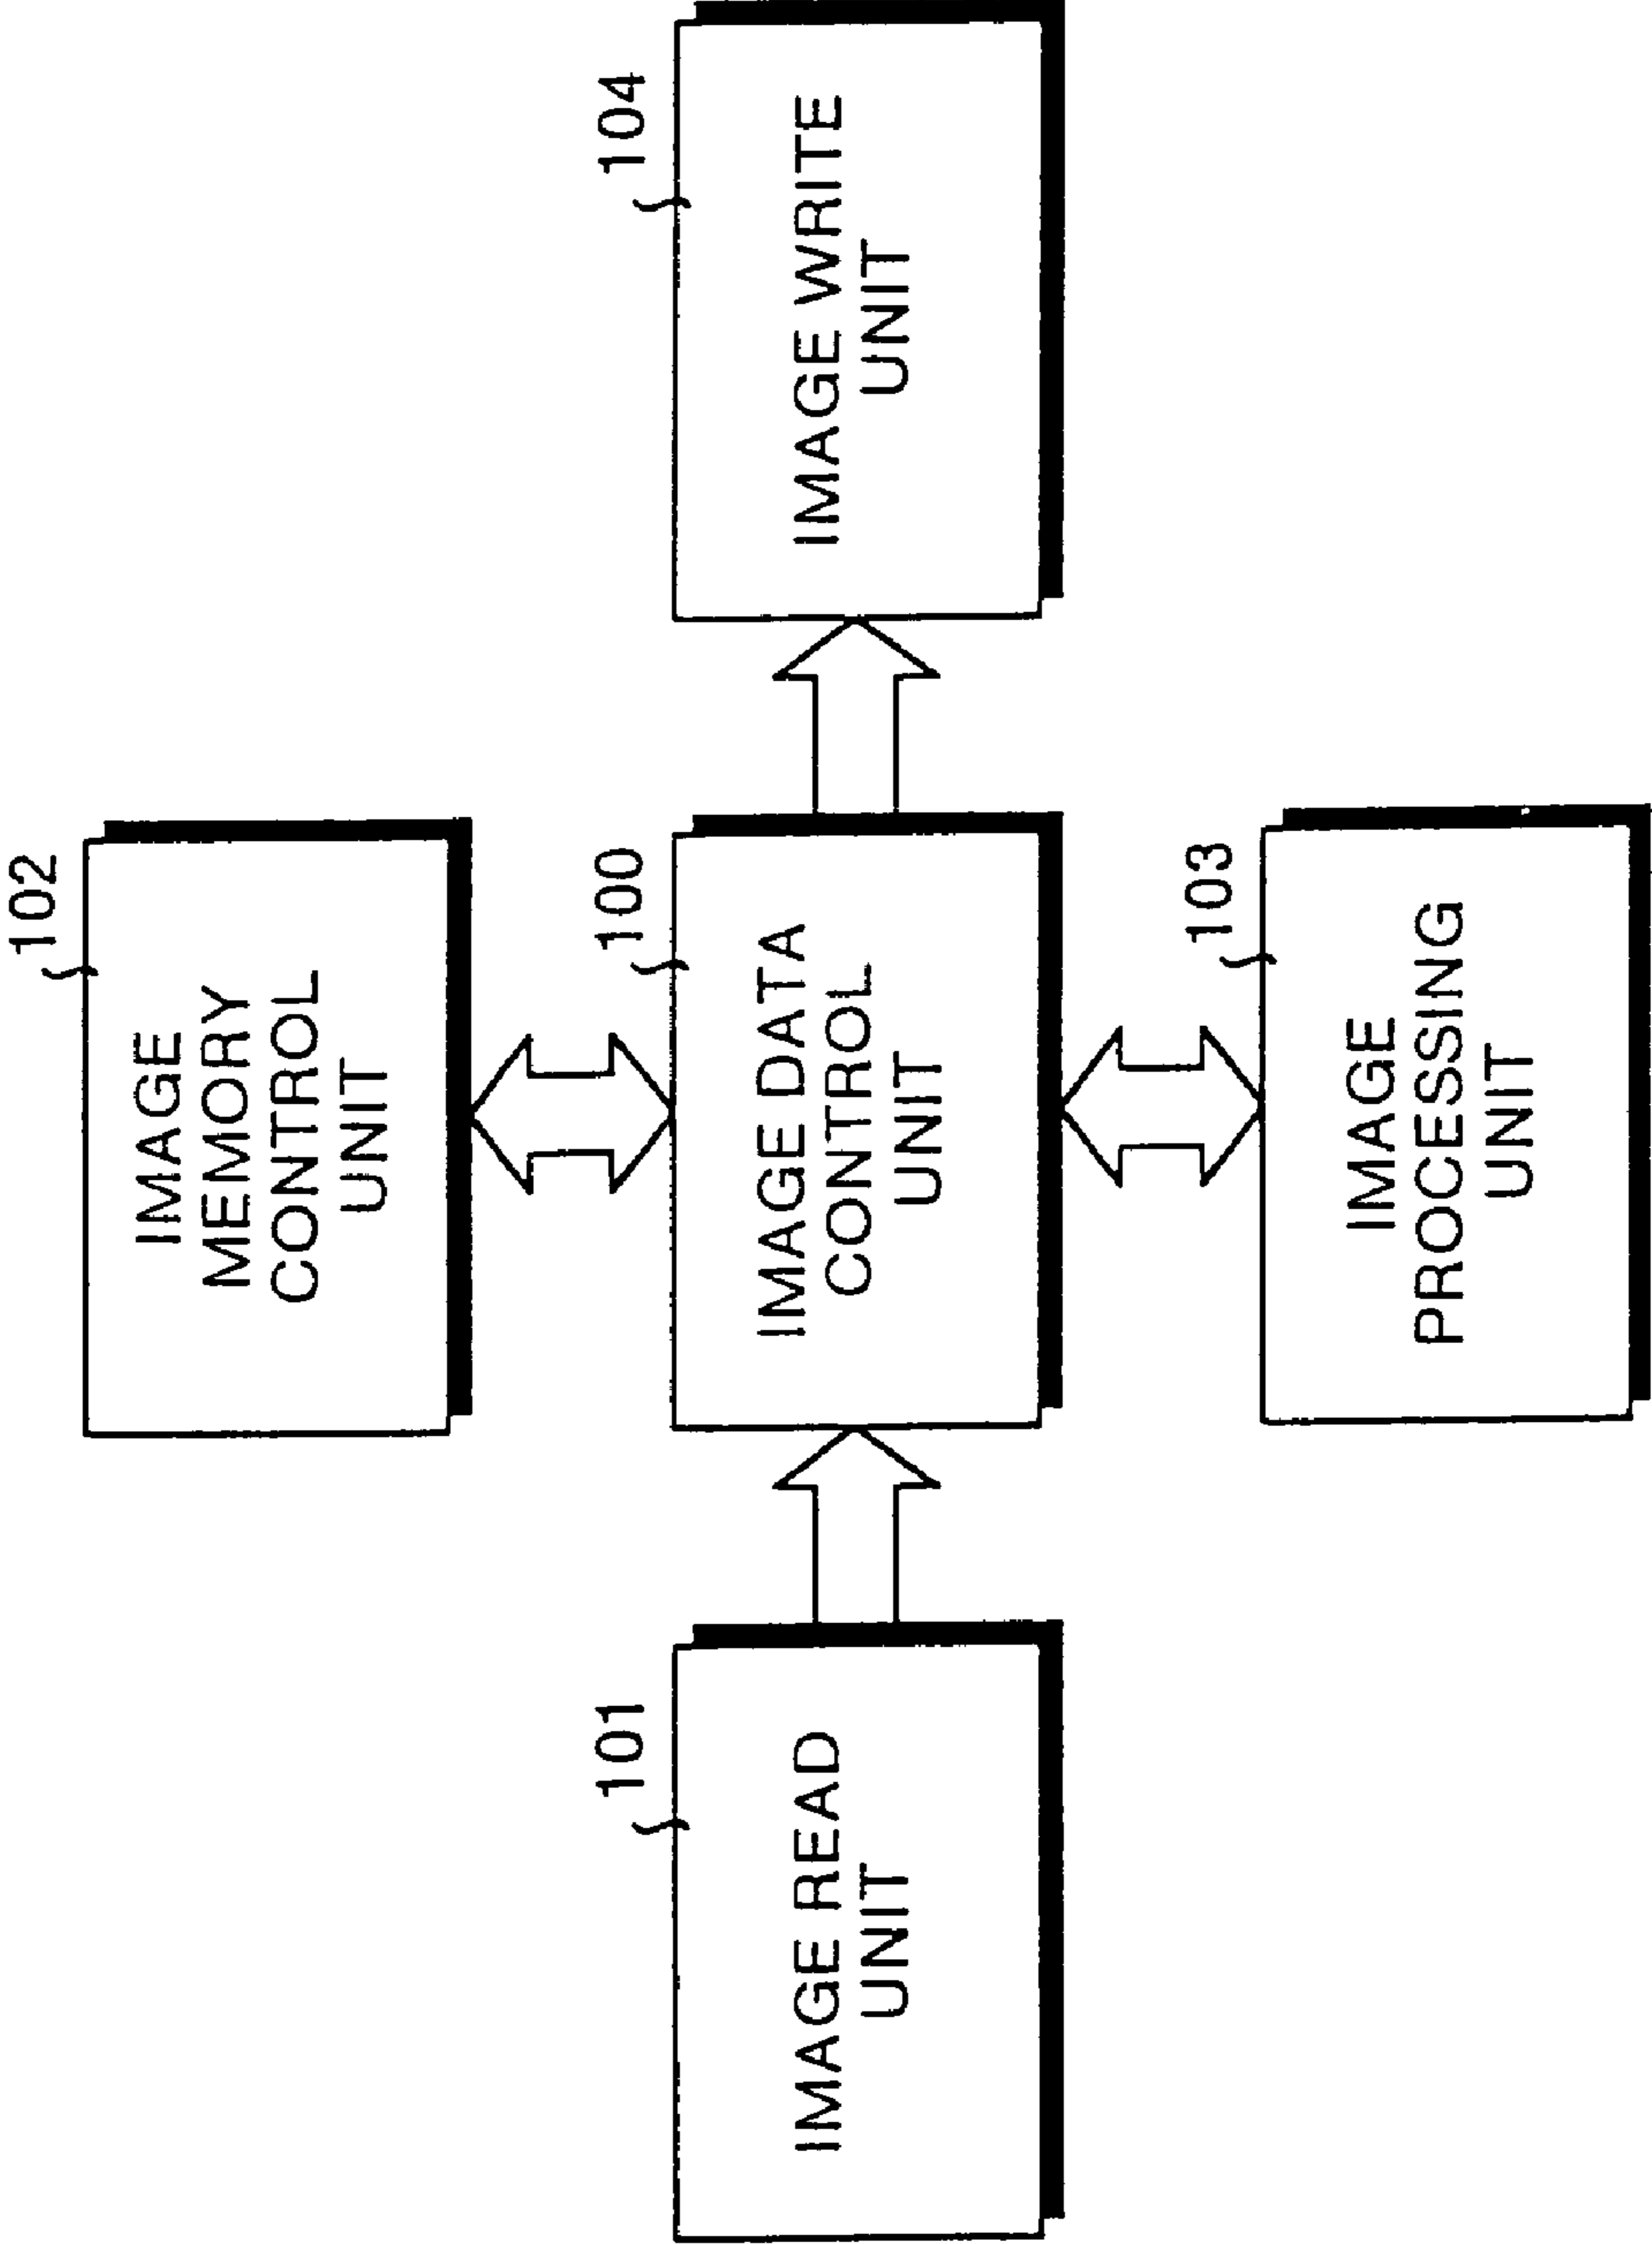 102
IMAGE
MEMORY
CONTROL
UNIT
101
IMAGE READ
UNIT
100
IMAGE DATA
CONTROL
UNIT
104
IMAGE WRITE
UNIT
103
IMAGE
PROCESSING
UNIT